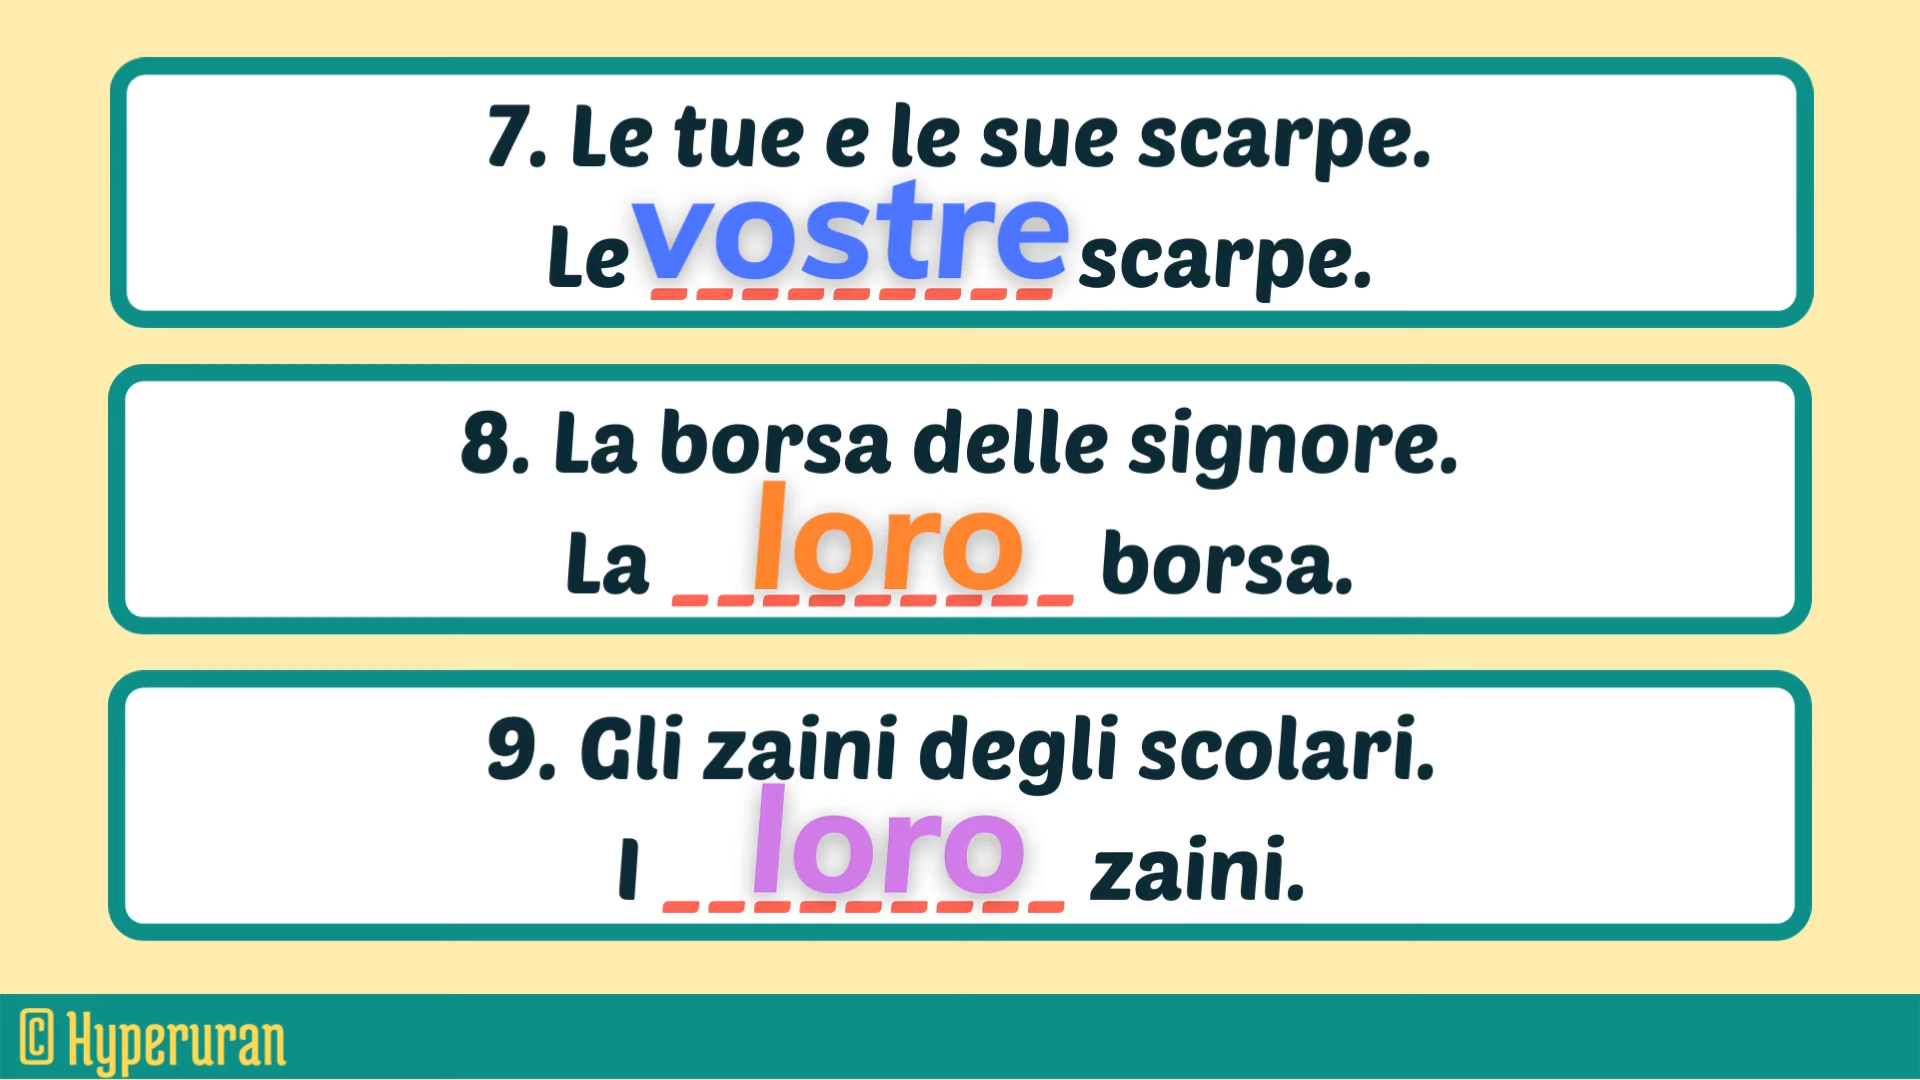 7. Le tue e le sue scarpe.
Le vostre scarpe.
8. La borsa delle signore.
La loro borsa.
9. Gli zaini degli scolari.
I loro zaini.
© Hyperuran